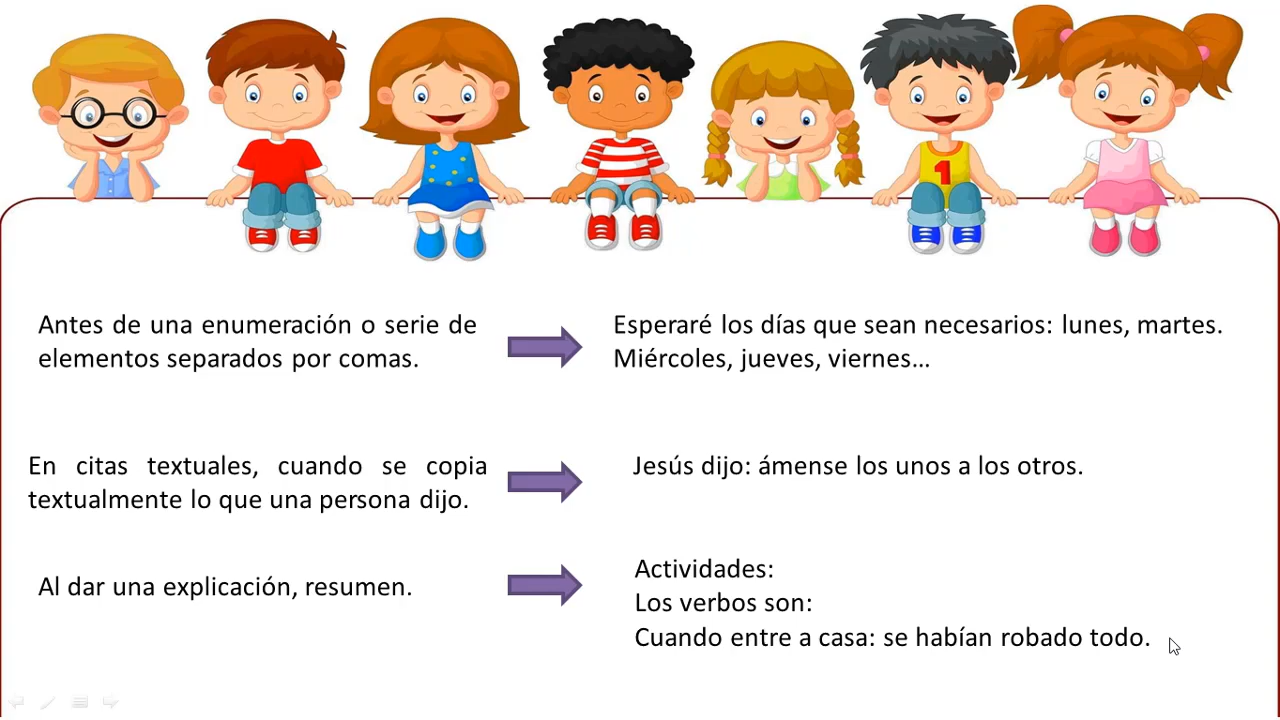 Antes de una enumeración o serie de
elementos separados por comas.
Esperaré los días que sean necesarios: lunes, martes.
Miércoles, jueves, viernes...
En citas textuales, cuando se copia
textualmente lo que una persona dijo.
Jesús dijo: ámense los unos a los otros.
Al dar una explicación, resumen.
Actividades:
Los verbos son:
Cuando entre a casa: se habían robado todo.
1